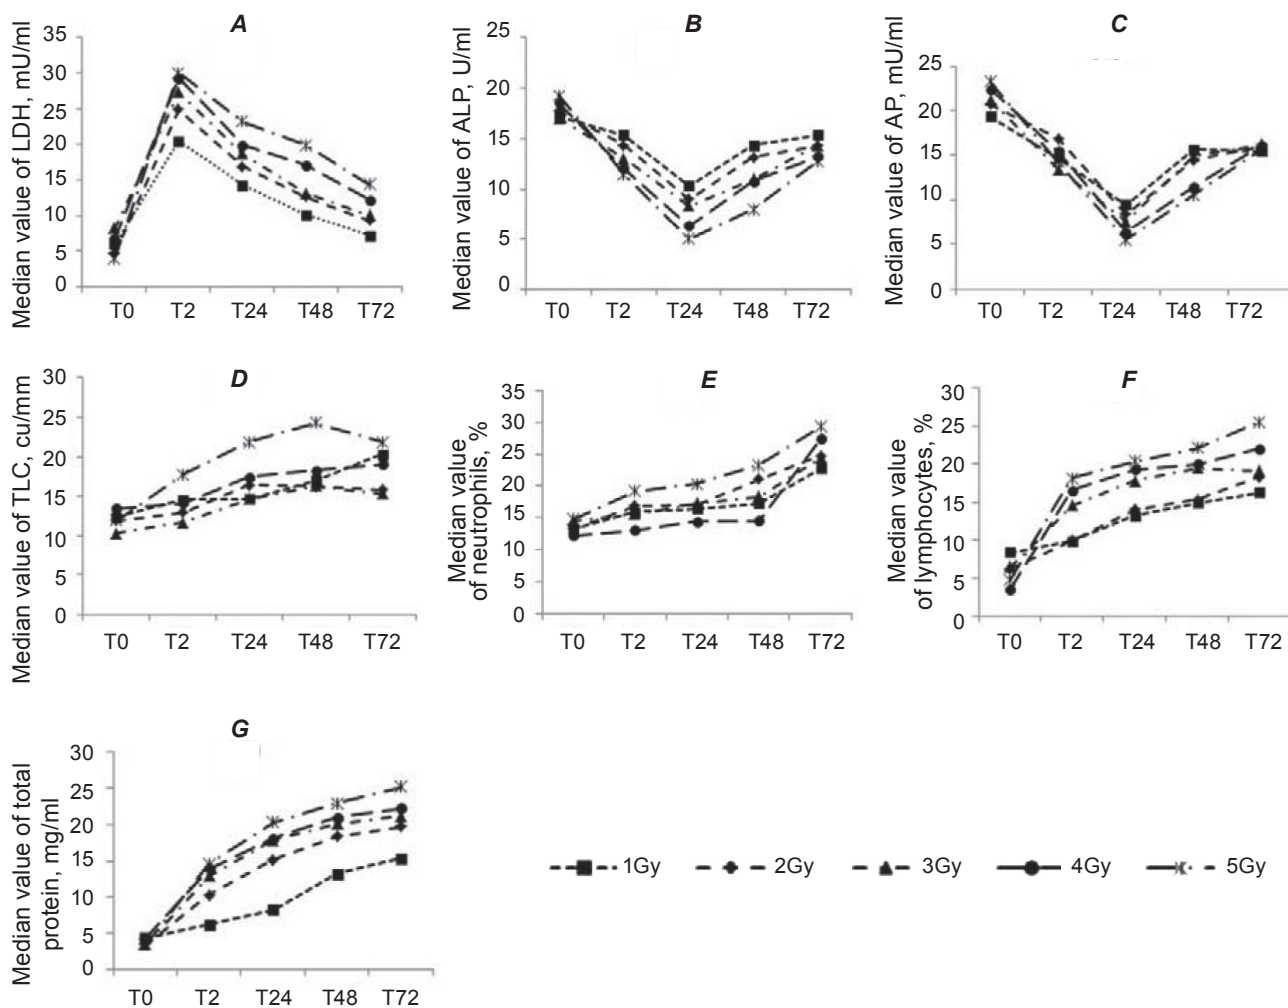 A
Median value of LDH, mU/ml
35
30
25
20
15
10
5
0
T0 T2 T24 T48 T72
B
Median value of ALP, U/ml
25
20
15
10
5
0
T0 T2 T24 T48 T72
C
Median value of AP, mU/ml
25
20
15
10
5
0
T0 T2 T24 T48 T72
D
Median value of TLC, cu/mm
30
25
20
15
10
5
0
T0 T2 T24 T48 T72
E
Median value
of neutrophils, %
35
30
25
20
15
10
5
0
T0 T2 T24 T48 T72
F
Median value
of lymphocytes, %
30
25
20
15
10
5
0
T0 T2 T24 T48 T72
G
Median value of total
protein, mg/ml
30
25
20
15
10
5
0
T0 T2 T24 T48 T72
1Gy 2Gy 3Gy 4Gy 5Gy